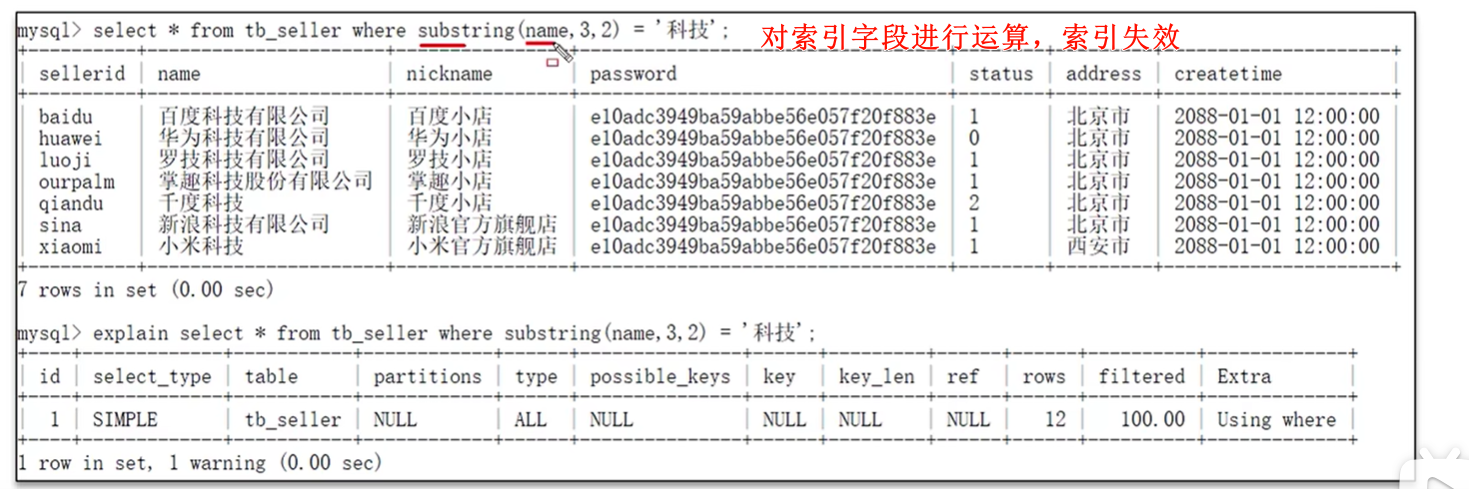 mysql> select * from tb_seller where substring(name,3,2) = '科技'; 对索引字段进行运算，索引失效
sellerid | name | nickname | password | status | address | createtime
baidu | 百度科技有限公司 | 百度小店 | e10adc3949ba59abbe56e057f20f883e | 1 | 北京市 | 2088-01-01 12:00:00
huawei | 华为科技有限公司 | 华为小店 | e10adc3949ba59abbe56e057f20f883e | 0 | 北京市 | 2088-01-01 12:00:00
luoji | 罗技科技有限公司 | 罗技小店 | e10adc3949ba59abbe56e057f20f883e | 1 | 北京市 | 2088-01-01 12:00:00
ourpalm | 掌趣科技股份有限公司 | 掌趣小店 | e10adc3949ba59abbe56e057f20f883e | 1 | 北京市 | 2088-01-01 12:00:00
qiandu | 千度科技 | 千度小店 | e10adc3949ba59abbe56e057f20f883e | 2 | 北京市 | 2088-01-01 12:00:00
sina | 新浪科技有限公司 | 新浪官方旗舰店 | e10adc3949ba59abbe56e057f20f883e | 1 | 北京市 | 2088-01-01 12:00:00
xiaomi | 小米科技 | 小米官方旗舰店 | e10adc3949ba59abbe56e057f20f883e | 1 | 西安市 | 2088-01-01 12:00:00
7 rows in set (0.00 sec)
mysql> explain select * from tb_seller where substring(name,3,2) = '科技';
id | select_type | table | partitions | type | possible_keys | key | key_len | ref | rows | filtered | Extra
1 | SIMPLE | tb_seller | NULL | ALL | NULL | NULL | NULL | NULL | 12 | 100.00 | Using where
1 row in set, 1 warning (0.00 sec)